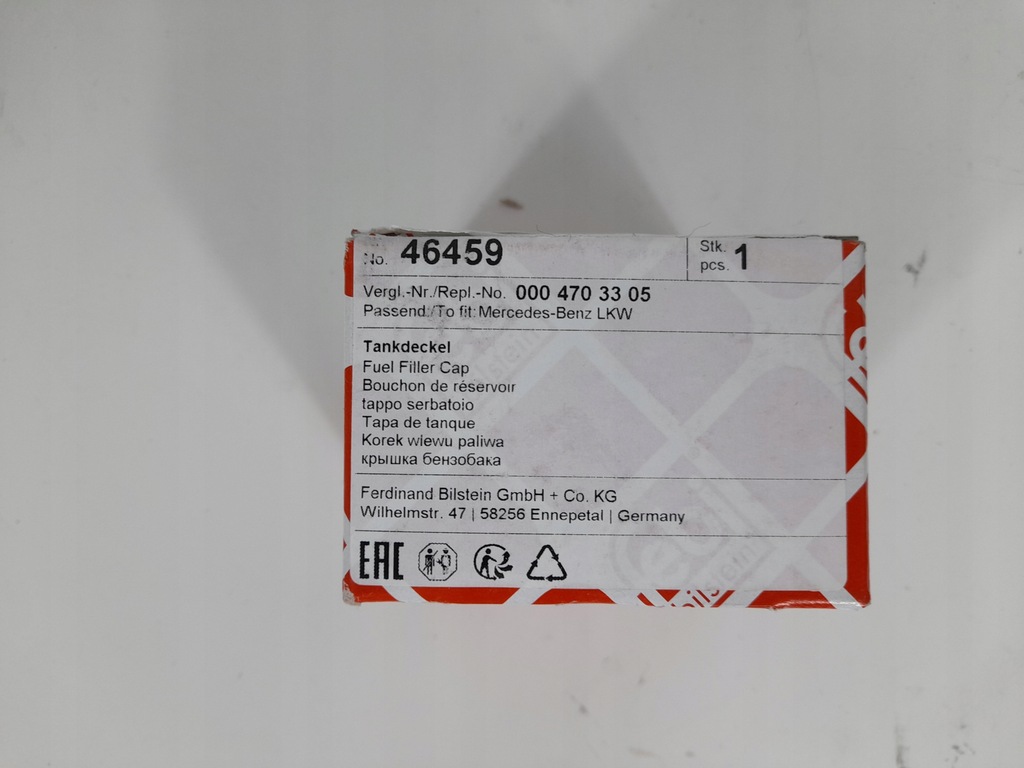 No. 46459
Stk.
pcs. 1
Vergl.-Nr./Repl.-No. 000 470 33 05
Passend:/To fit: Mercedes-Benz LKW
Tankdeckel
Fuel Filler Cap
Bouchon de réservoir
tappo serbatoio
Tapa de tanque
Korek wiewu paliwa
крышка бензобака
Ferdinand Bilstein GmbH + Co. KG
Wilhelmstr. 47 | 58256 Ennepetal | Germany
EAC
bilstein